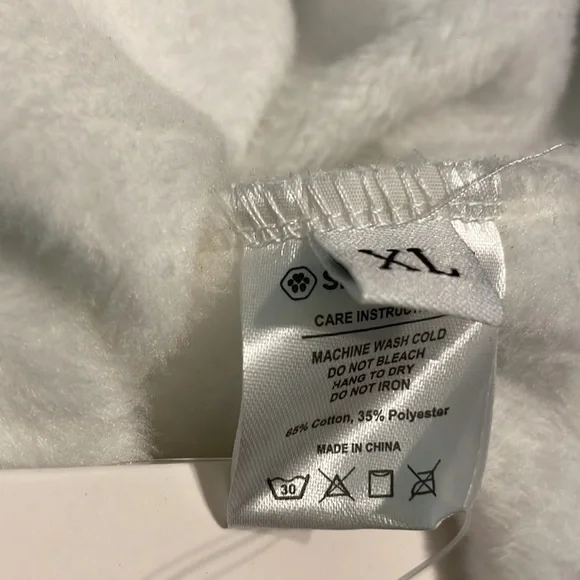 XL
CARE
MACHINE WASH COLD
DO NOT BLEACH
HANG TO DRY
DO NOT IRON
65% Cotton, 35% Polyester
MADE IN CHINA
30